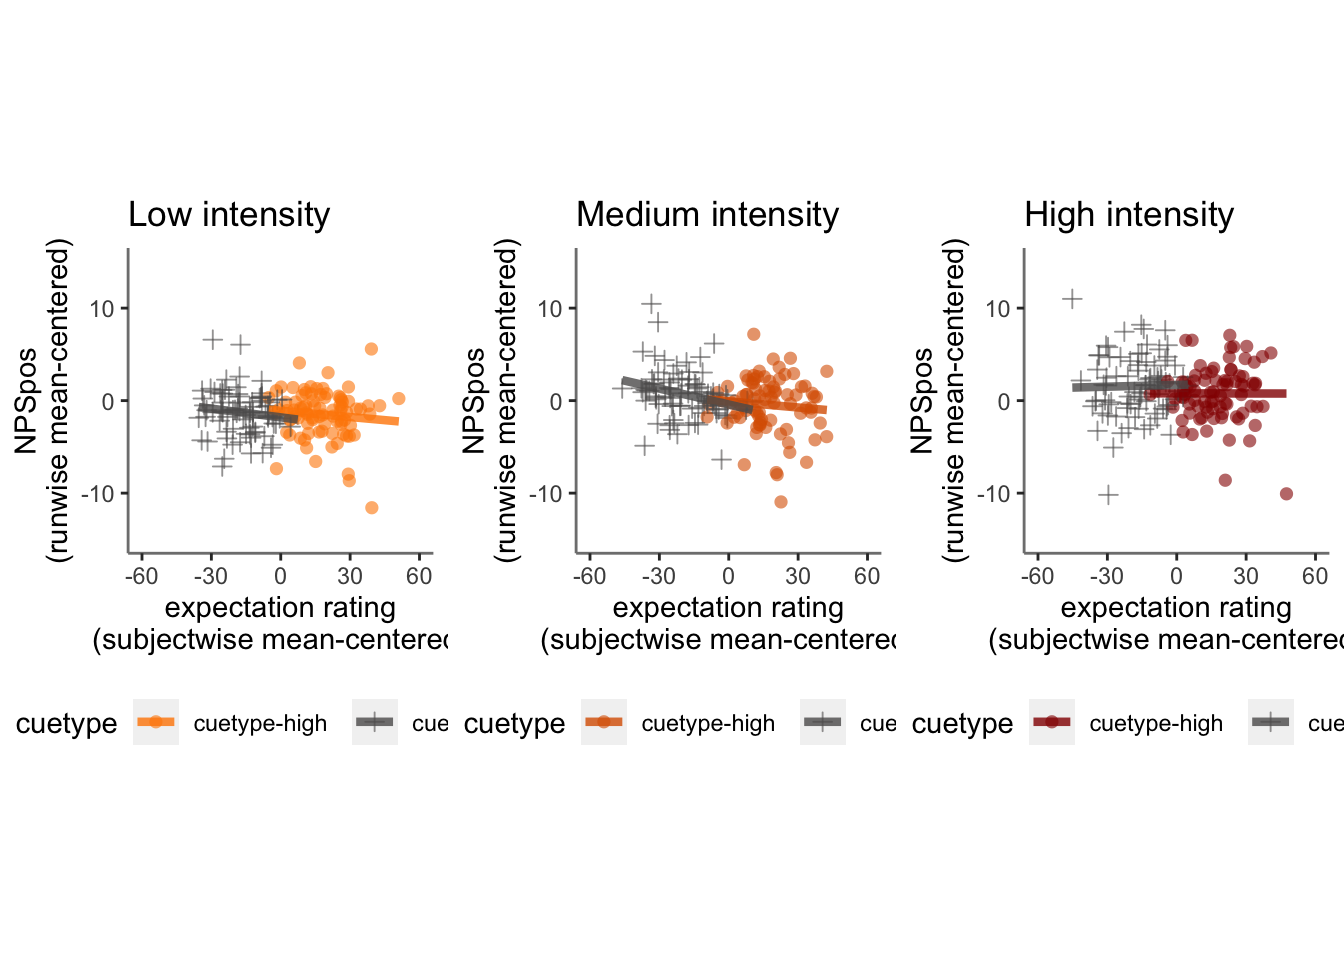 Low intensity
NPSpos
(runwise mean-centered)
10
0
-10
-60 -30 0 30 60
expectation rating
(subjectwise mean-centered
cuetype cuetype-high cue
Medium intensity
NPSpos
(runwise mean-centered)
10
0
-10
-60 -30 0 30 60
expectation rating
(subjectwise mean-centered
cuetype cuetype-high cue
High intensity
NPSpos
(runwise mean-centered)
10
0
-10
-60 -30 0 30 60
expectation rating
(subjectwise mean-centered
cuetype cuetype-high cue